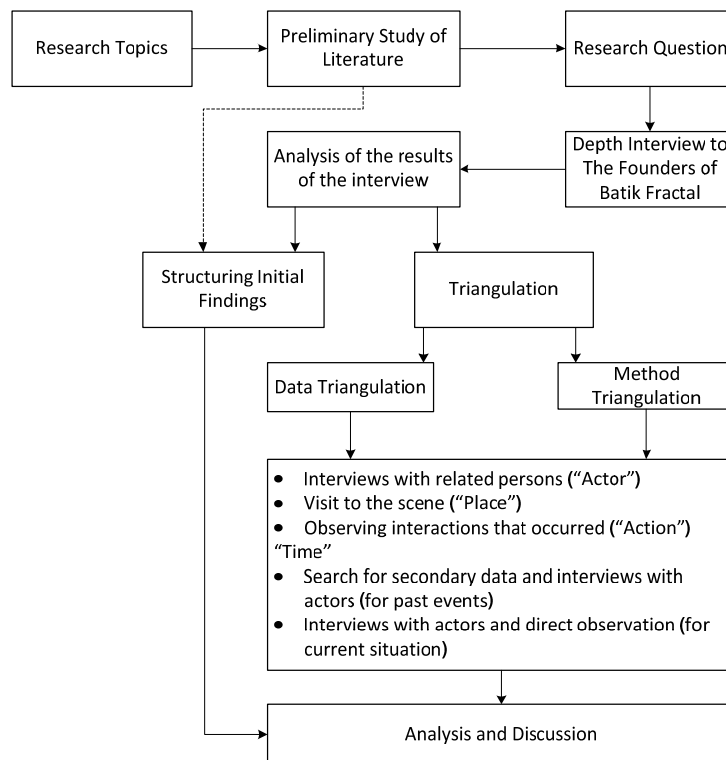 Research Topics
Preliminary Study of
Literature
Research Question
Depth Interview to
The Founders of
Batik Fractal
Analysis of the results
of the interview
Structuring Initial
Findings
Triangulation
Data Triangulation
Method
Triangulation
● Interviews with related persons (“Actor”)
● Visit to the scene (“Place”)
● Observing interactions that occurred (“Action”)
“Time”
● Search for secondary data and interviews with
actors (for past events)
● Interviews with actors and direct observation (for
current situation)
Analysis and Discussion